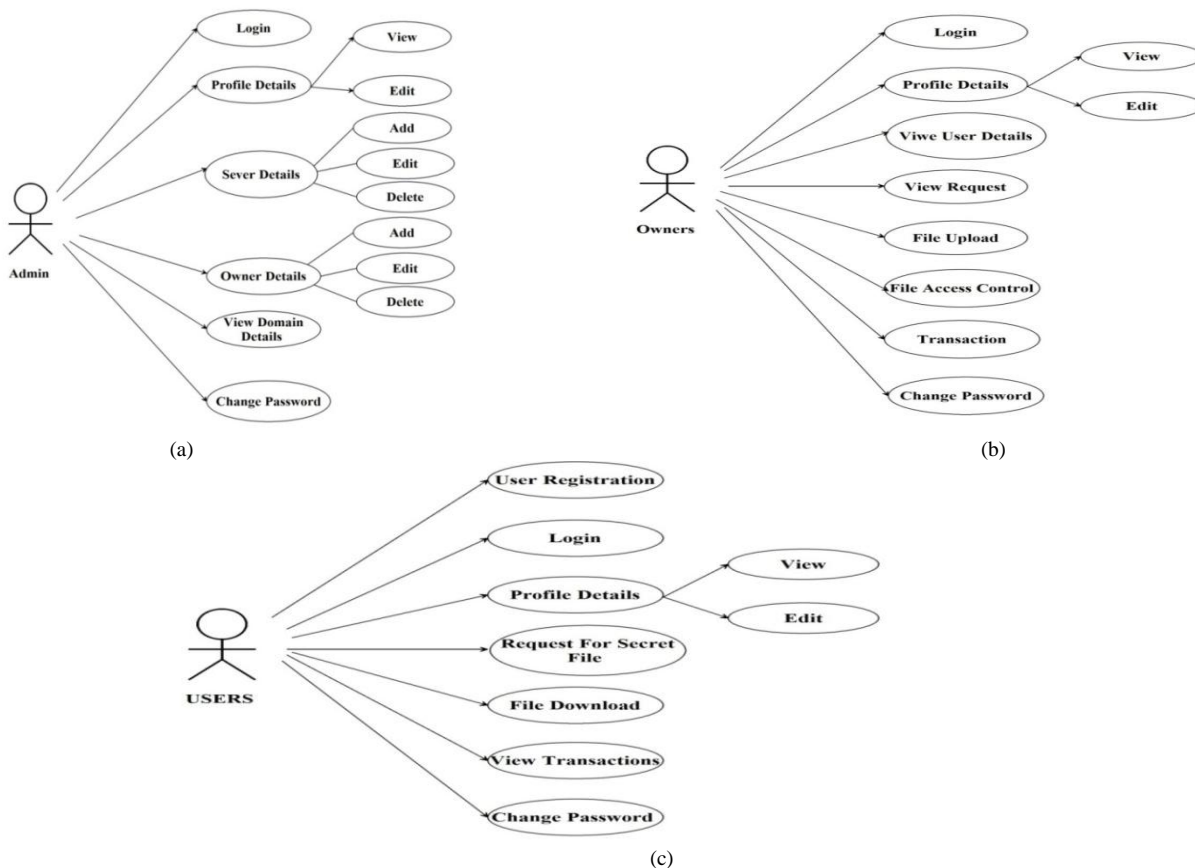 Login
View
Profile Details
Edit
Add
Sever Details
Edit
Delete
Admin
Add
Owner Details
Edit
Delete
View Domain
Details
Change Password
(a)
Login
View
Profile Details
Edit
Viwe User Details
View Request
Owners
File Upload
File Access Control
Transaction
Change Password
(b)
User Registration
Login
View
Profile Details
Edit
Request For Secret
File
USERS
File Download
View Transactions
Change Password
(c)